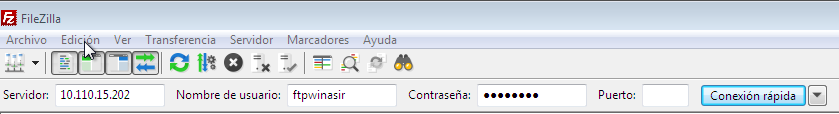 FileZilla
Archivo Edición Ver Transferencia Servidor Marcadores Ayuda
Servidor: 10.110.15.202 Nombre de usuario: ftpwinasir Contraseña: ●●●●●●●● Puerto: Conexión rápida